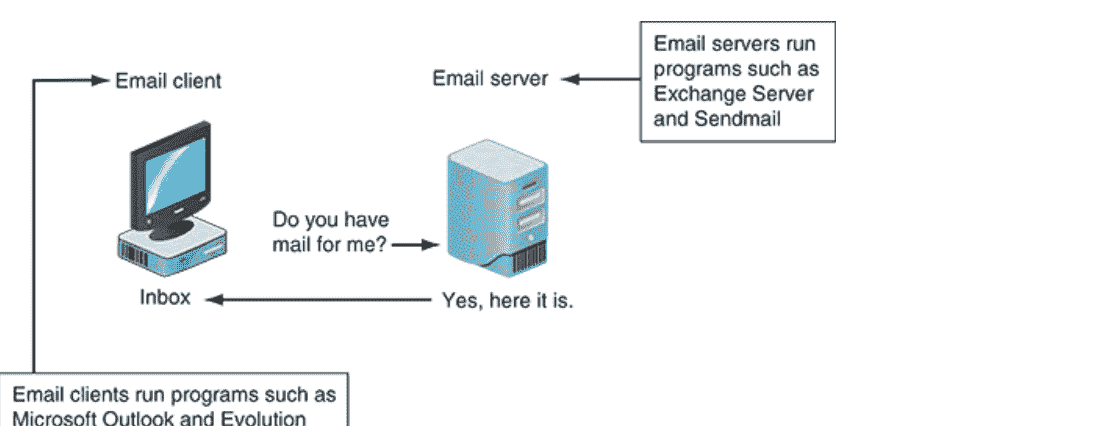 Email servers run
programs such as
Exchange Server
and Sendmail
Email client
Email server
Do you have
mail for me?
Inbox
Yes, here it is.
Email clients run programs such as
Microsoft Outlook and Evolution